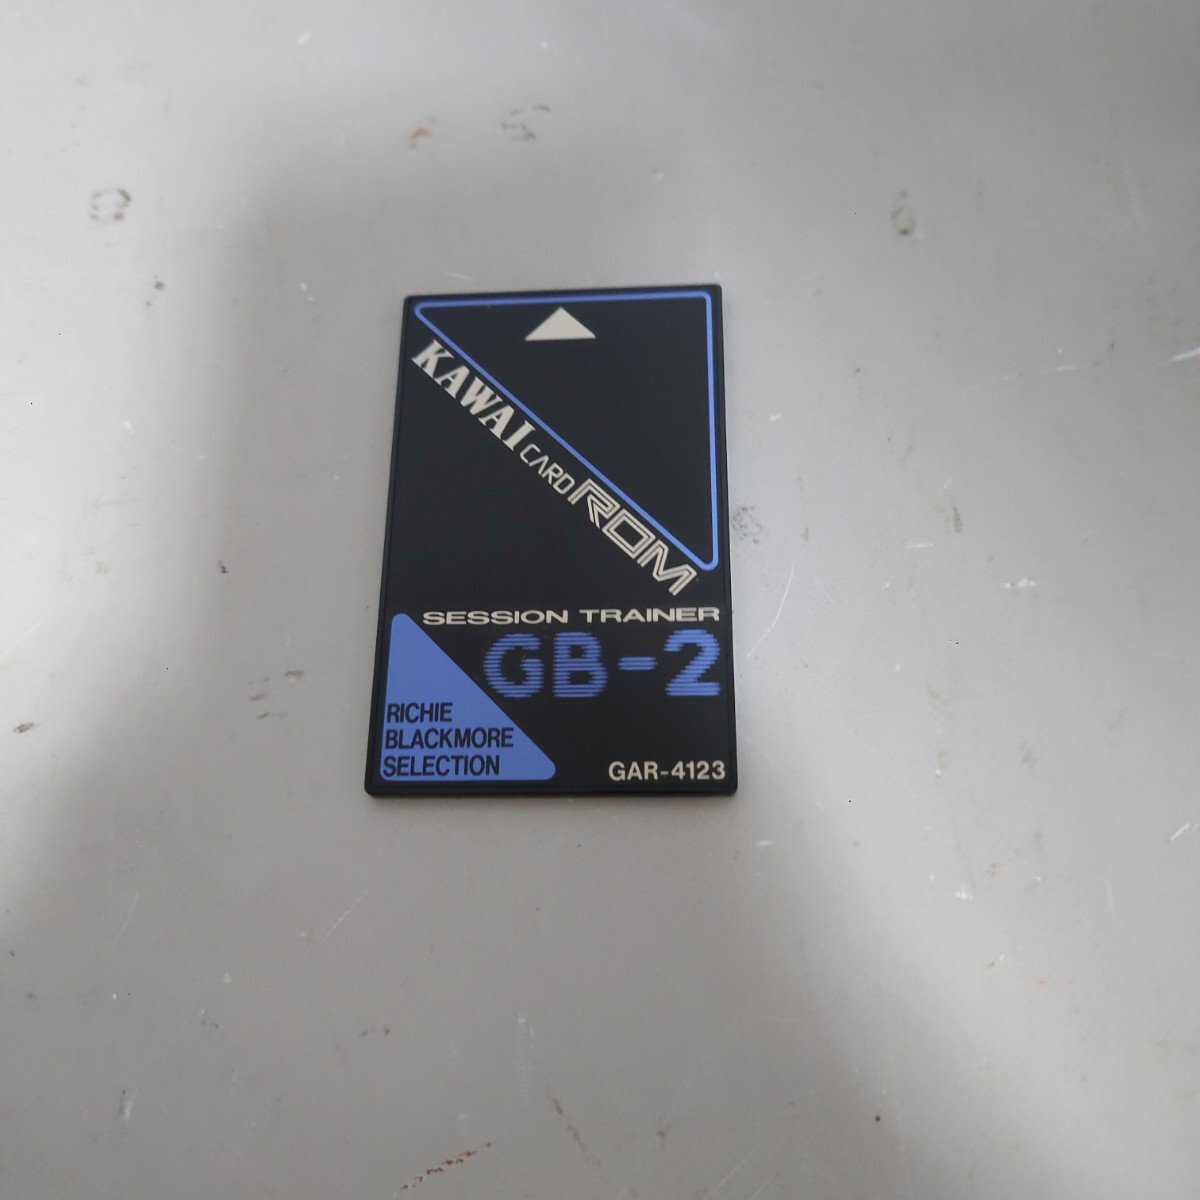 KAWAI CARD ROM
SESSION TRAINER
GB-2
RICHIE
BLACKMORE
SELECTION
GAR-4123